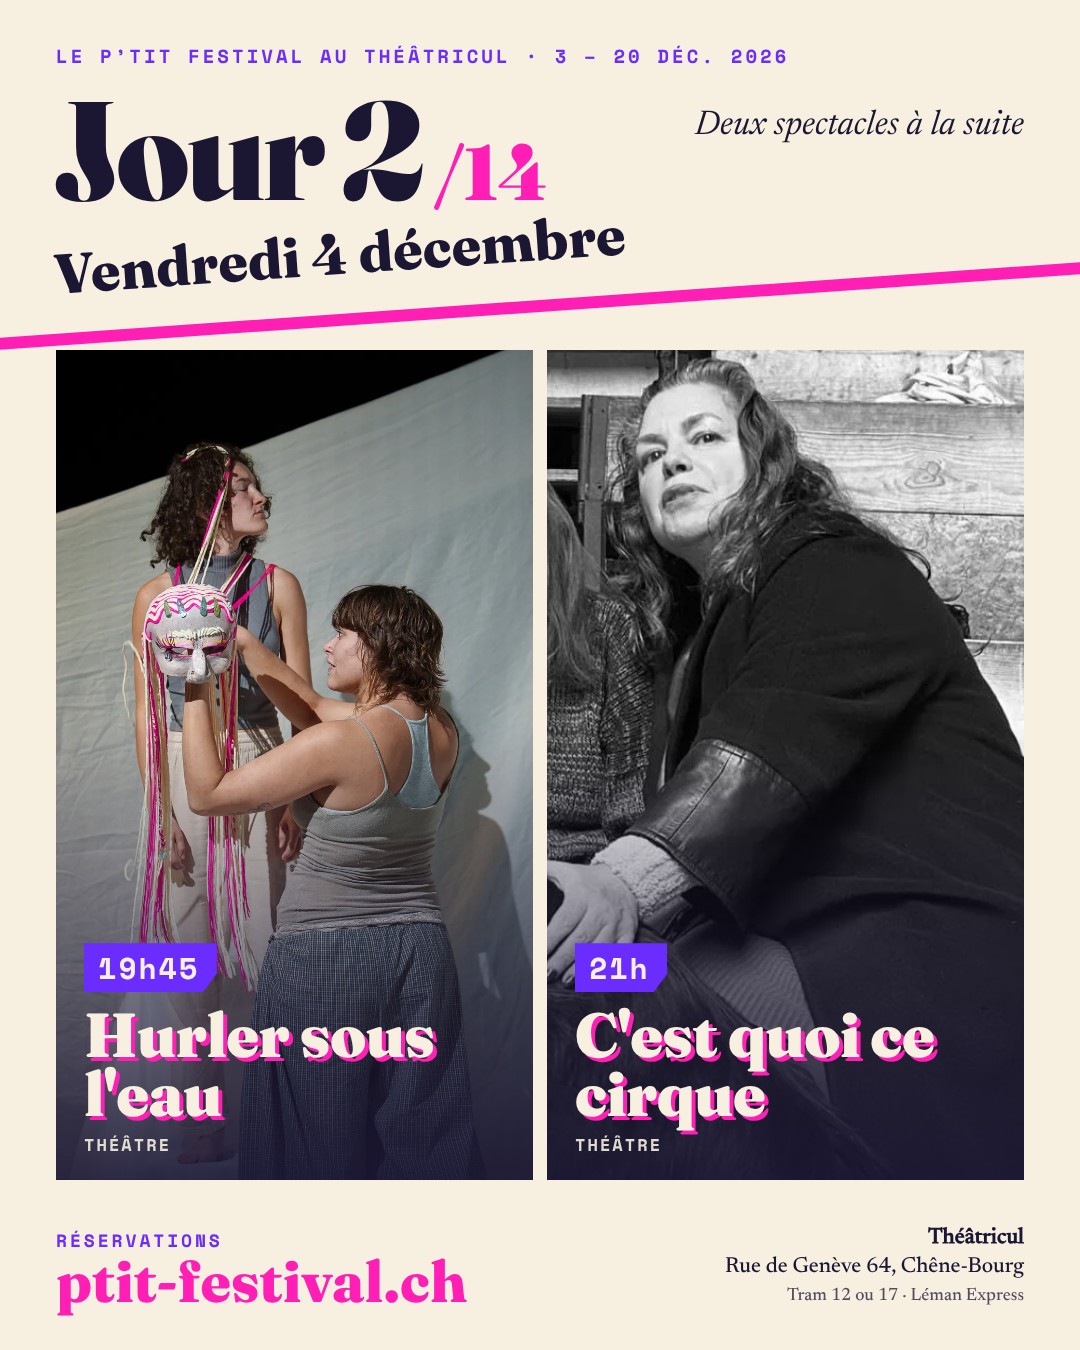 LE P’TIT FESTIVAL AU THÉÂTRICUL · 3 – 20 DÉC. 2026
Jour 2 /14
Deux spectacles à la suite
Vendredi 4 décembre
19h45
Hurler sous
l'eau
THÉÂTRE
21h
C'est quoi ce
cirque
THÉÂTRE
RÉSERVATIONS
ptit-festival.ch
Théâtricul
Rue de Genève 64, Chêne-Bourg
Tram 12 ou 17 · Léman Express